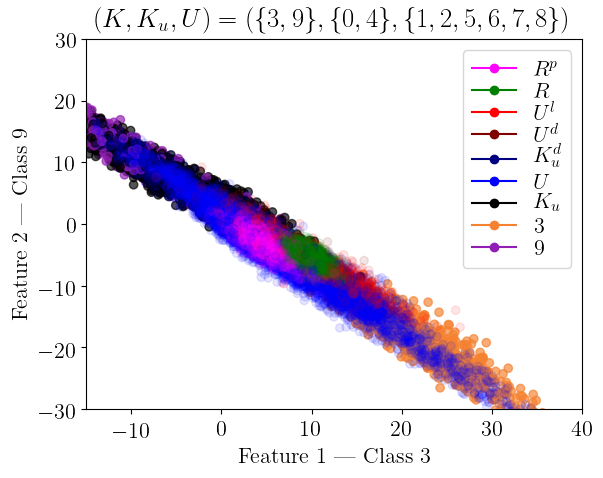 (K, K_u, U) = ({3, 9}, {0, 4}, {1, 2, 5, 6, 7, 8})
30
20
10
0
−10
−20
−30
Feature 2 — Class 9
R^p
R
U^l
U^d
K_u^d
U
K_u
3
9
−10
0
10
20
30
40
Feature 1 — Class 3